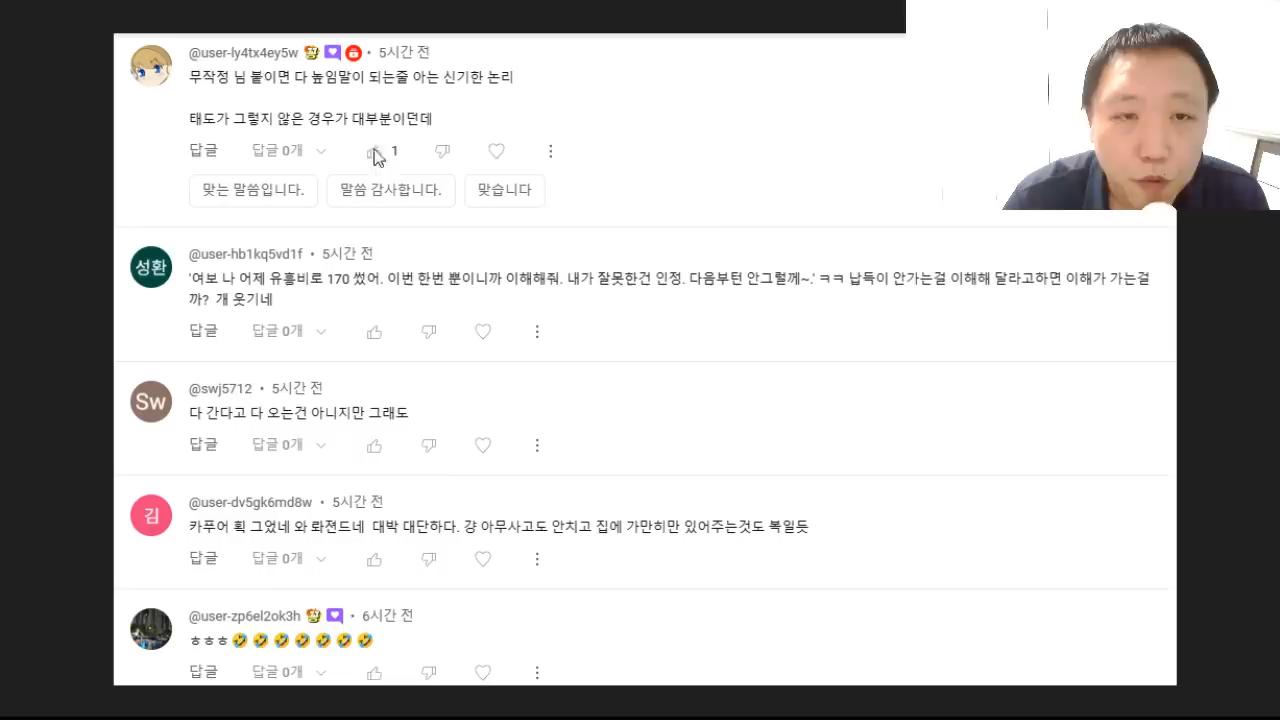 @user-ly4tx4ey5w • 5시간 전
무작정 님 붙이면 다 높임말이 되는줄 아는 신기한 논리
태도가 그렇지 않은 경우가 대부분이던데
답글 답글 0개 1
맞는 말씀입니다. 말씀 감사합니다. 맞습니다
성환
@user-hb1kq5vd1f • 5시간 전
'여보 나 어제 유흥비로 170 썼어. 이번 한번 뿐이니까 이해해줘. 내가 잘못한건 인정. 다음부턴 안그럴께~.' ㅋㅋ 납득이 안가는걸 이해해 달라고하면 이해가 가는걸
까? 개 웃기네
답글 답글 0개
Sw
@swj5712 • 5시간 전
다 간다고 다 오는건 아니지만 그래도
답글 답글 0개
김
@user-dv5gk6md8w • 5시간 전
카푸어 획 그었네 와 롸젼드네 대박 대단하다. 걍 아무사고도 안치고 집에 가만히만 있어주는것도 복일듯
답글 답글 0개
@user-zp6el2ok3h • 6시간 전
ㅎㅎㅎ🤣🤣🤣🤣🤣🤣🤣
답글 답글 0개